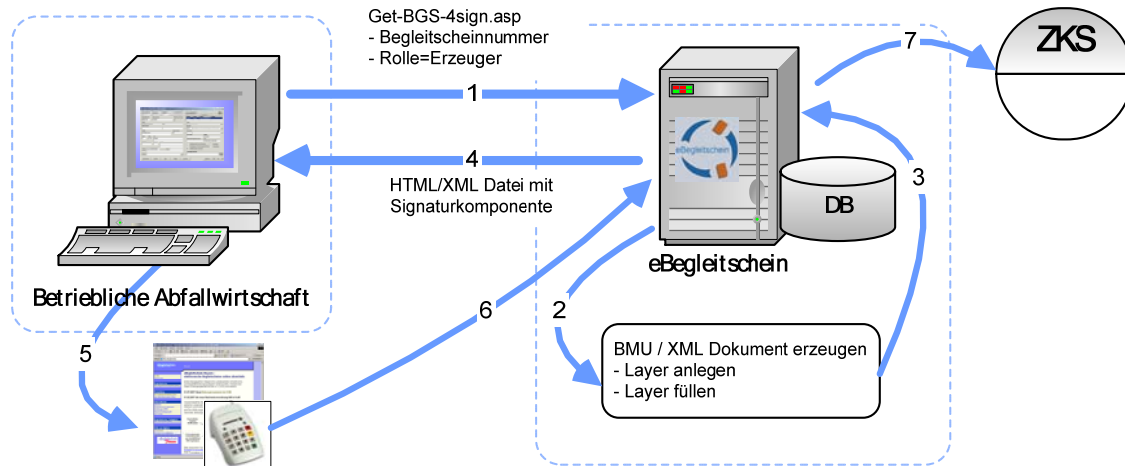 Get-BGS-4sign.asp
- Begleitscheinnummer
- Rolle=Erzeuger
1
7
ZKS
4
HTML/XML Datei mit
Signaturkomponente
eBegleitschein
3
DB
eBegleitschein
Betriebliche Abfallwirtschaft
6
2
5
BMU / XML Dokument erzeugen
- Layer anlegen
- Layer füllen